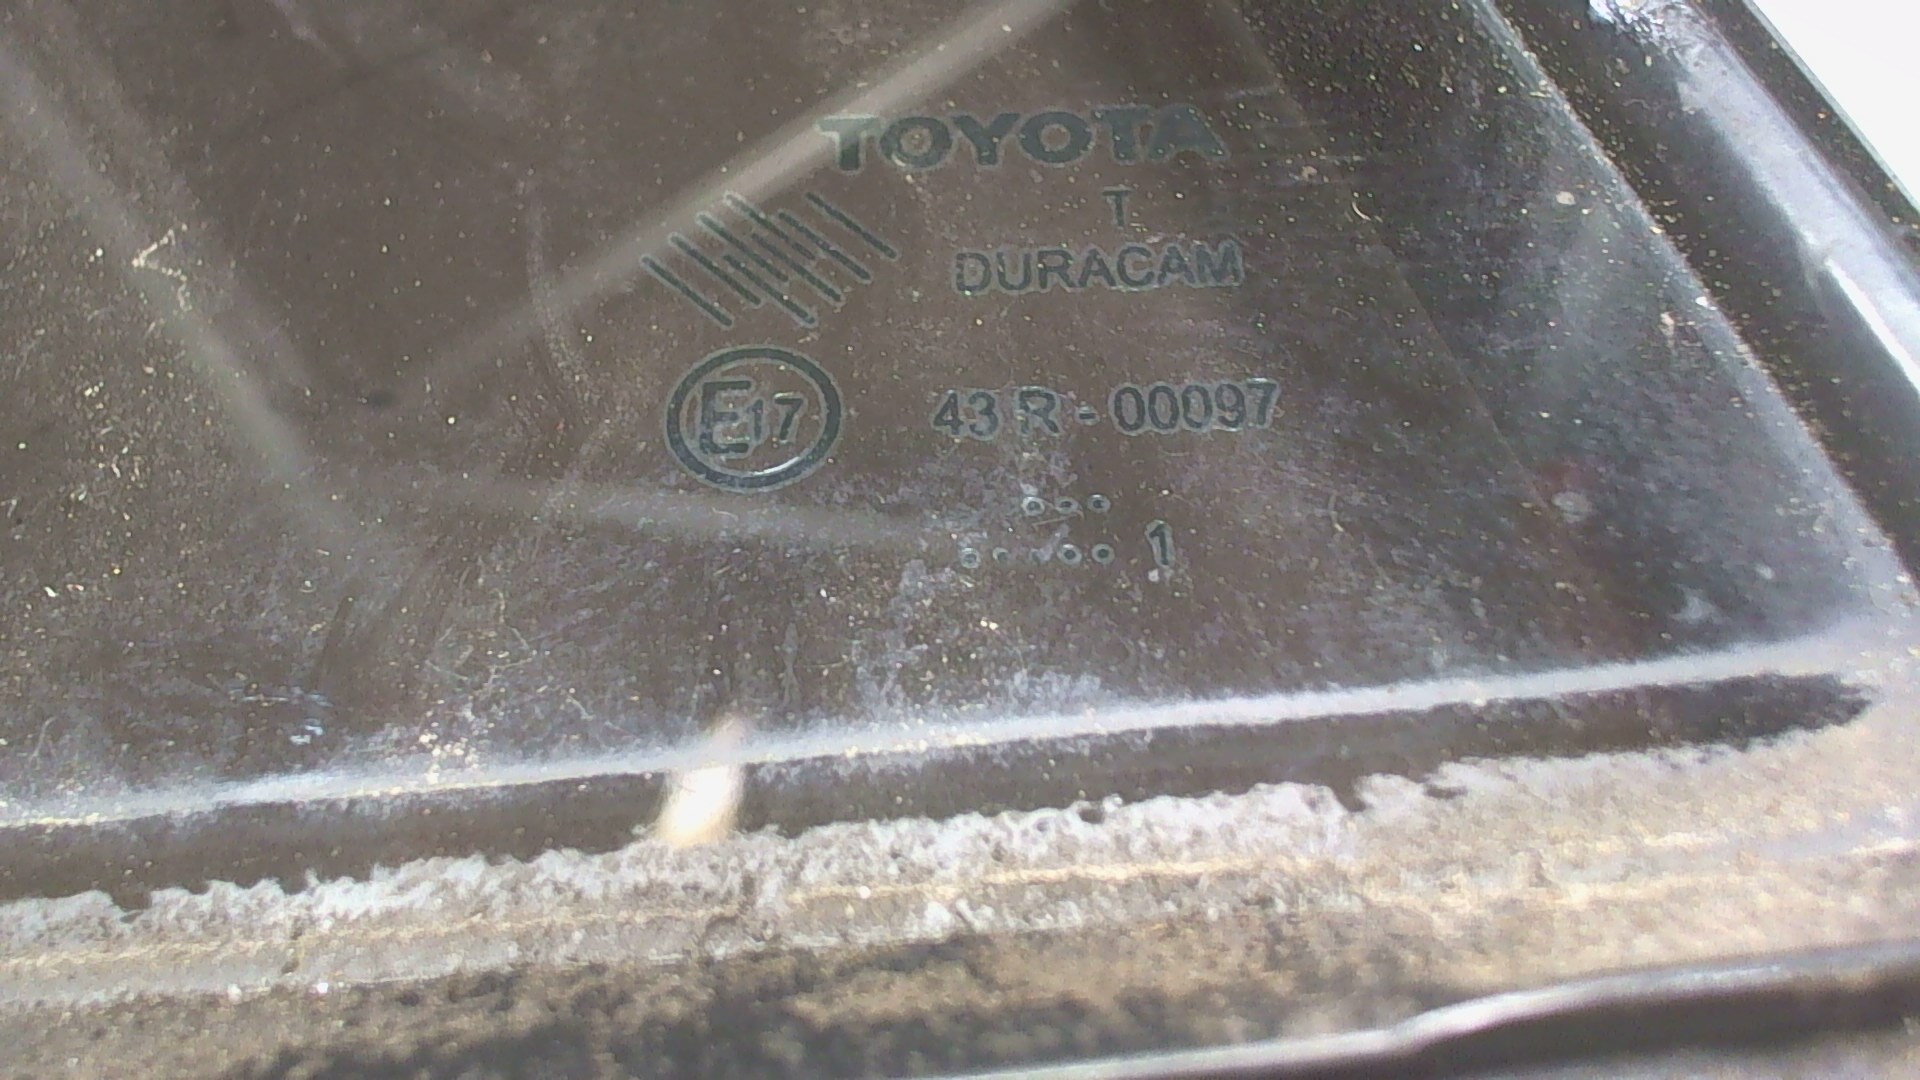 TOYOTA
T
DURACAM
E17
43 R - 00097
1